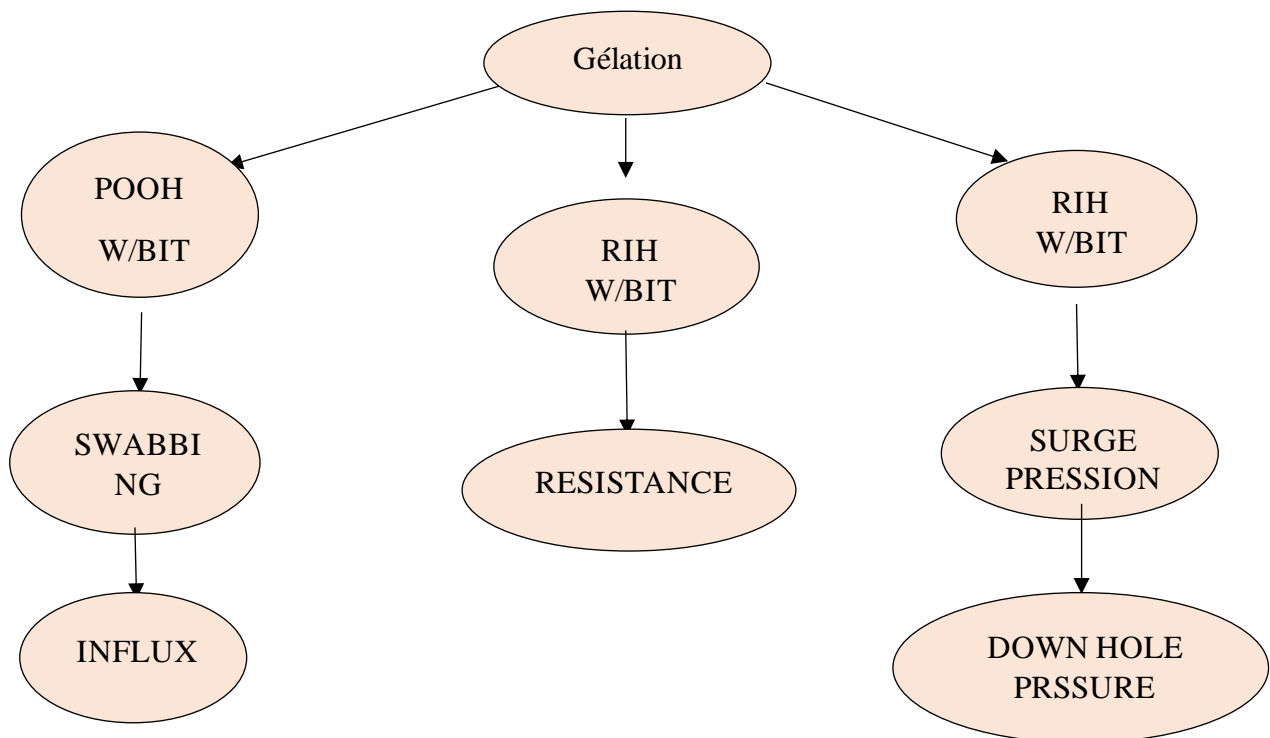 Gélation
POOH
W/BIT
RIH
W/BIT
RIH
W/BIT
SWABBI
NG
RESISTANCE
SURGE
PRESSION
INFLUX
DOWN HOLE
PRSSURE